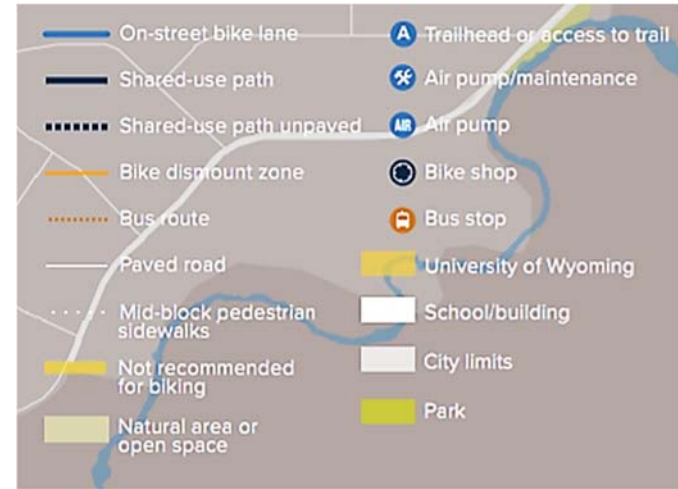 On-street bike lane
Shared-use path
Shared-use path unpaved
Bike dismount zone
Bus route
Paved road
Mid-block pedestrian
sidewalks
Not recommended
for biking
Natural area or
open space
A Trailhead or access to trail
Air pump/maintenance
AIR Air pump
Bike shop
Bus stop
University of Wyoming
School/building
City limits
Park